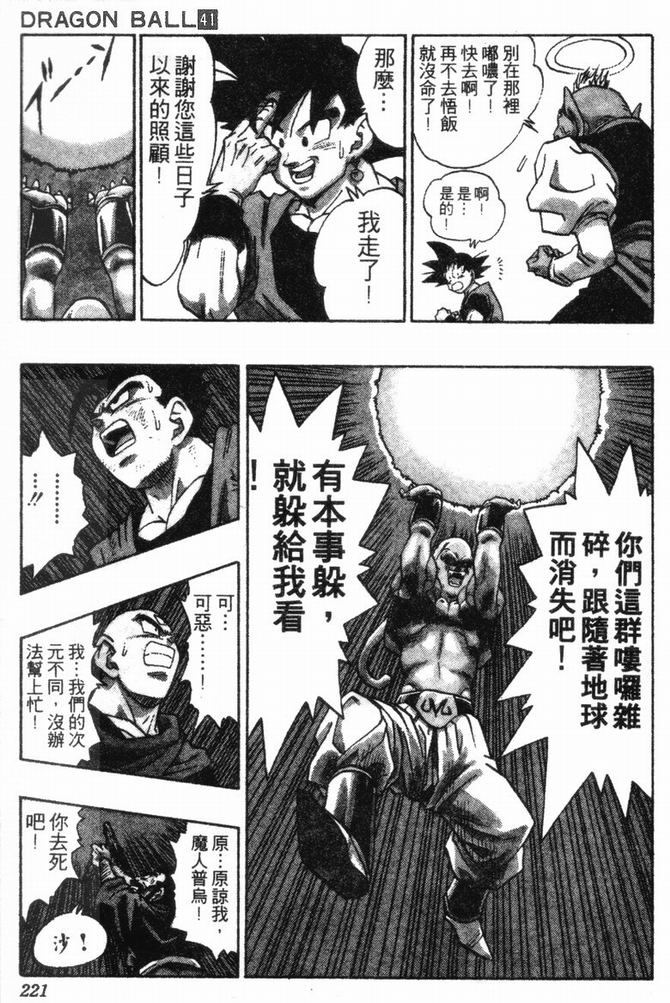 DRAGON BALL 41
別在那裡
嘟噥了！
快去啊！
再不去悟飯
就沒命了！
啊！
是…
是的！
那麼…
我走了！
謝謝您這些日子
以來的照顧！
你們這群嘍囉雜
碎，跟隨著地球
而消失吧！
有本事躲，
就躲給我看
！
………
……!!
可…
可惡……！
我…我們的次
元不同，沒辦
法幫上忙！
原…原諒我，
魔人普烏！
你去死
吧！
沙！
221